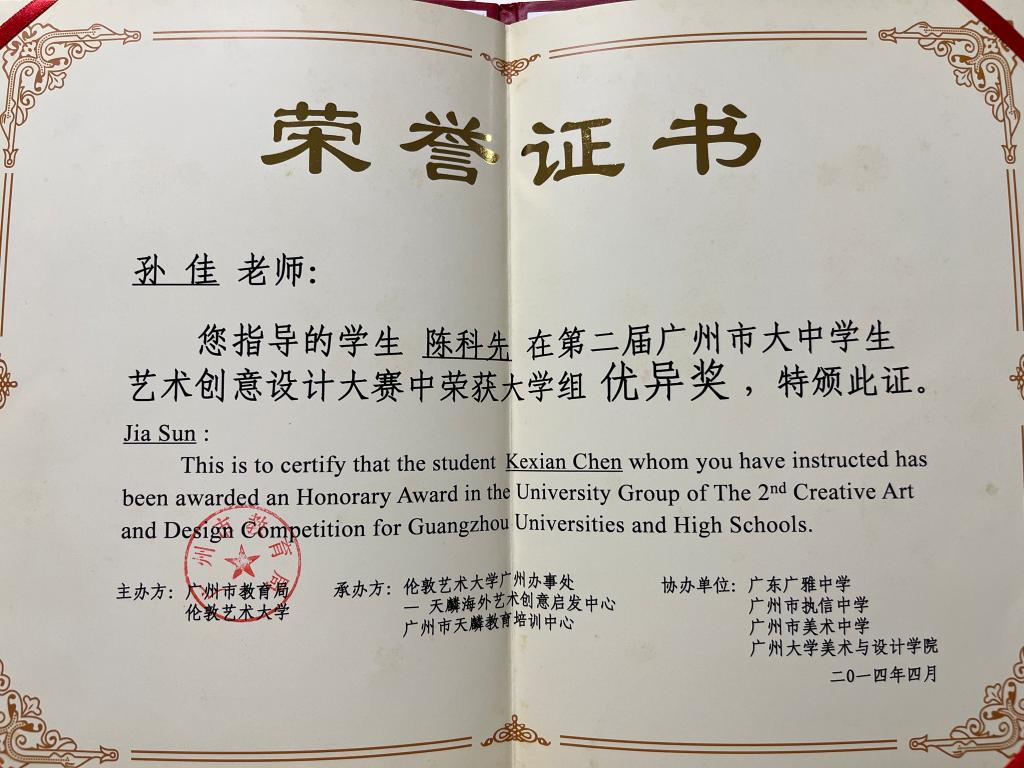 荣誉证书
孙 佳 老师：
您指导的学生 陈科先 在第二届广州市大中学生
艺术创意设计大赛中荣获大学组 优异奖，特颁此证。
Jia Sun :
This is to certify that the student Kexian Chen whom you have instructed has
been awarded an Honorary Award in the University Group of The 2nd Creative Art
and Design Competition for Guangzhou Universities and High Schools.
广州市教育局
主办方：广州市教育局
伦敦艺术大学
承办方：伦敦艺术大学广州办事处
— 天麟海外艺术创意启发中心
广州市天麟教育培训中心
协办单位：广东广雅中学
广州市执信中学
广州市美术中学
广州大学美术与设计学院
二0一四年四月